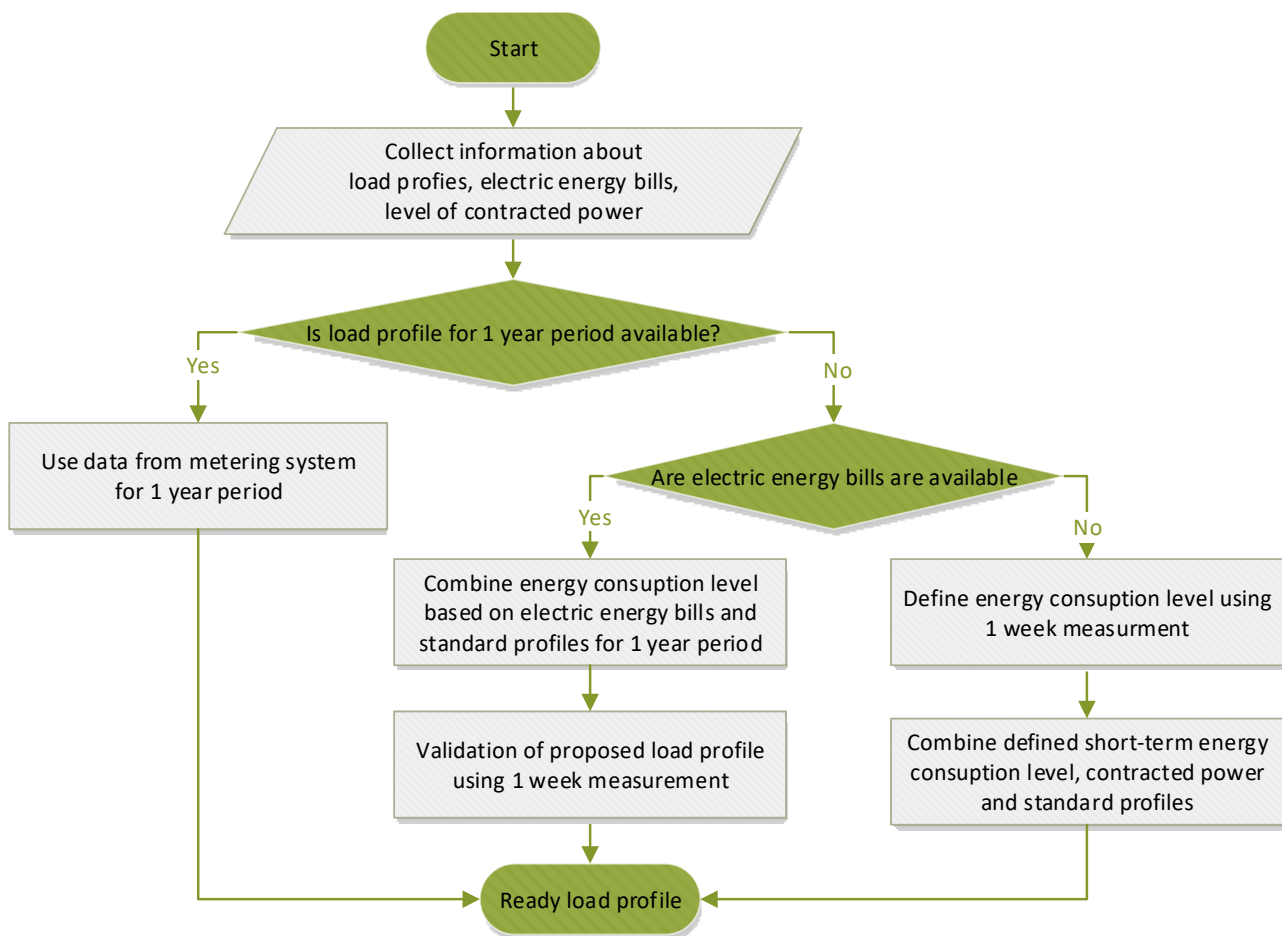 Start
Collect information about
load profies, electric energy bills,
level of contracted power
Is load profile for 1 year period available?
Yes
No
Use data from metering system
for 1 year period
Are electric energy bills are available
Yes
No
Combine energy consuption level
based on electric energy bills and
standard profiles for 1 year period
Define energy consuption level using
1 week measurment
Validation of proposed load profile
using 1 week measurement
Combine defined short-term energy
consuption level, contracted power
and standard profiles
Ready load profile